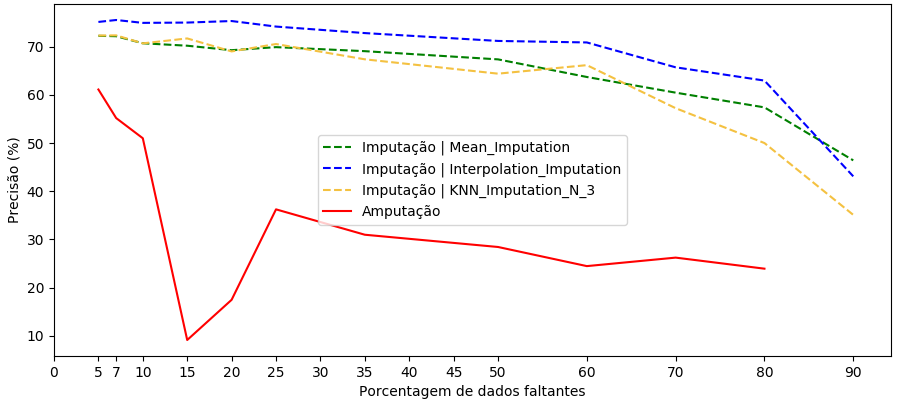 70
60
50
40
30
20
10
Precisão (%)
Imputação | Mean_Imputation
Imputação | Interpolation_Imputation
Imputação | KNN_Imputation_N_3
Amputação
0 5 7 10 15 20 25 30 35 40 45 50 60 70 80 90
Porcentagem de dados faltantes